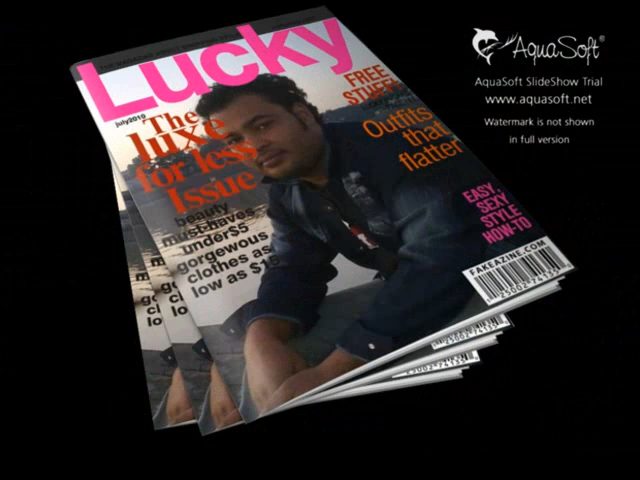 Lucky
july2010
The
luxe
for less
Issue
beauty
must-haves
under$5
gorgewous
clothes as
low as $15
FREE
STUFF!
Outfits
that
flatter
EASY,
SEXY
STYLE
HOW-TO
FAKEAZINE.COM
25002 74135
AquaSoft®
AquaSoft SlideShow Trial
www.aquasoft.net
Watermark is not shown
in full version